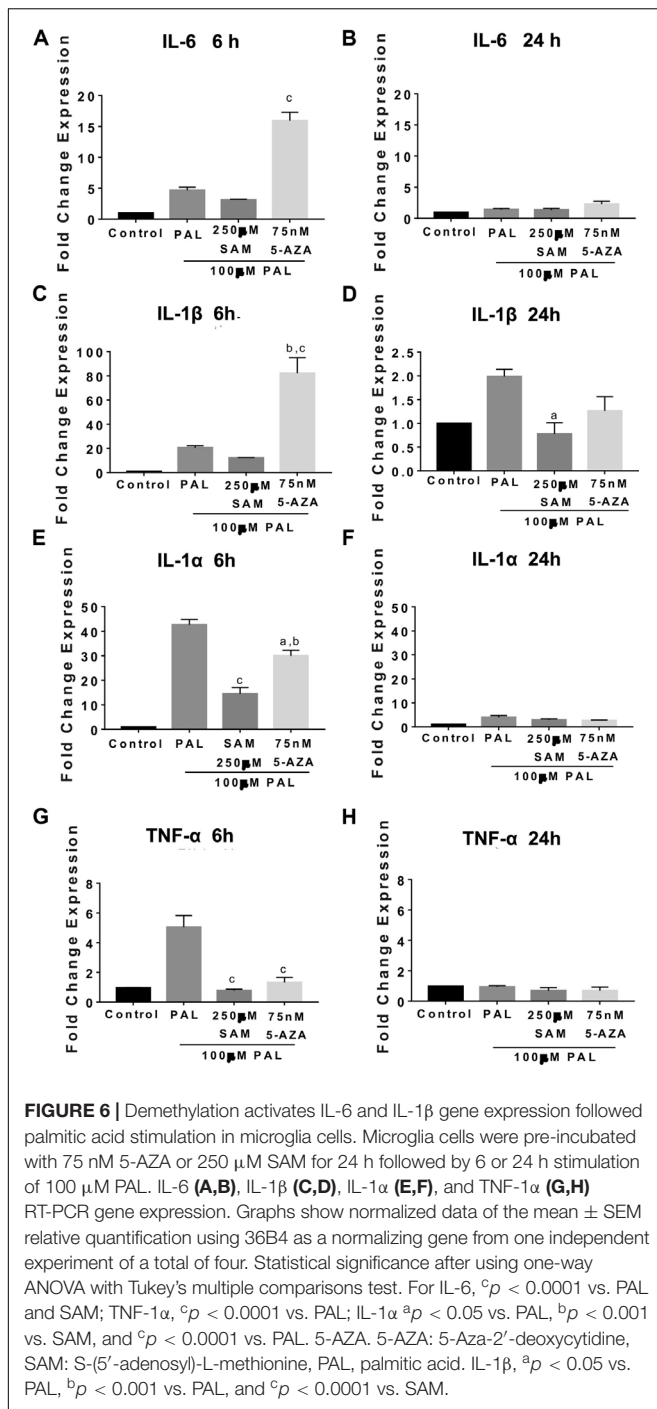 A IL-6 6 h
Fold Change Expression
20
15
10
5
0
c
Control PAL 250μM 75nM
SAM 5-AZA
100μM PAL
B IL-6 24 h
Fold Change Expression
20
15
10
5
0
Control PAL 250μM 75nM
SAM 5-AZA
100μM PAL
C IL-1β 6h
Fold Change Expression
100
80
60
40
20
0
b,c
Control PAL 250μM 75nM
SAM 5-AZA
100μM PAL
D IL-1β 24h
Fold Change Expression
2.5
2.0
1.5
1.0
0.5
0.0
a
Control PAL 250μM 75nM
SAM 5-AZA
100μM PAL
E IL-1α 6h
Fold Change Expression
50
40
30
20
10
0
c
a,b
Control PAL SAM 75nM
250μM 5-AZA
100μM PAL
F IL-1α 24h
Fold Change Expression
50
40
30
20
10
0
Control PAL 250μM 75nM
SAM 5-AZA
100μM PAL
G TNF-α 6h
Fold Change Expression
8
6
4
2
0
c c
Control PAL 250μM 75nM
SAM 5-AZA
100μM PAL
H TNF-α 24h
Fold Change Expression
8
6
4
2
0
Control PAL 250μM 75nM
SAM 5-AZA
100μM PAL
FIGURE 6 | Demethylation activates IL-6 and IL-1β gene expression followed
palmitic acid stimulation in microglia cells. Microglia cells were pre-incubated
with 75 nM 5-AZA or 250 μM SAM for 24 h followed by 6 or 24 h stimulation
of 100 μM PAL. IL-6 (A,B), IL-1β (C,D), IL-1α (E,F), and TNF-1α (G,H)
RT-PCR gene expression. Graphs show normalized data of the mean ± SEM
relative quantification using 36B4 as a normalizing gene from one independent
experiment of a total of four. Statistical significance after using one-way
ANOVA with Tukey's multiple comparisons test. For IL-6, cp < 0.0001 vs. PAL
and SAM; TNF-1α, cp < 0.0001 vs. PAL; IL-1α ap < 0.05 vs. PAL, bp < 0.001
vs. SAM, and cp < 0.0001 vs. PAL. 5-AZA. 5-AZA: 5-Aza-2′-deoxycytidine,
SAM: S-(5′-adenosyl)-L-methionine, PAL, palmitic acid. IL-1β, ap < 0.05 vs.
PAL, bp < 0.001 vs. PAL, and cp < 0.0001 vs. SAM.